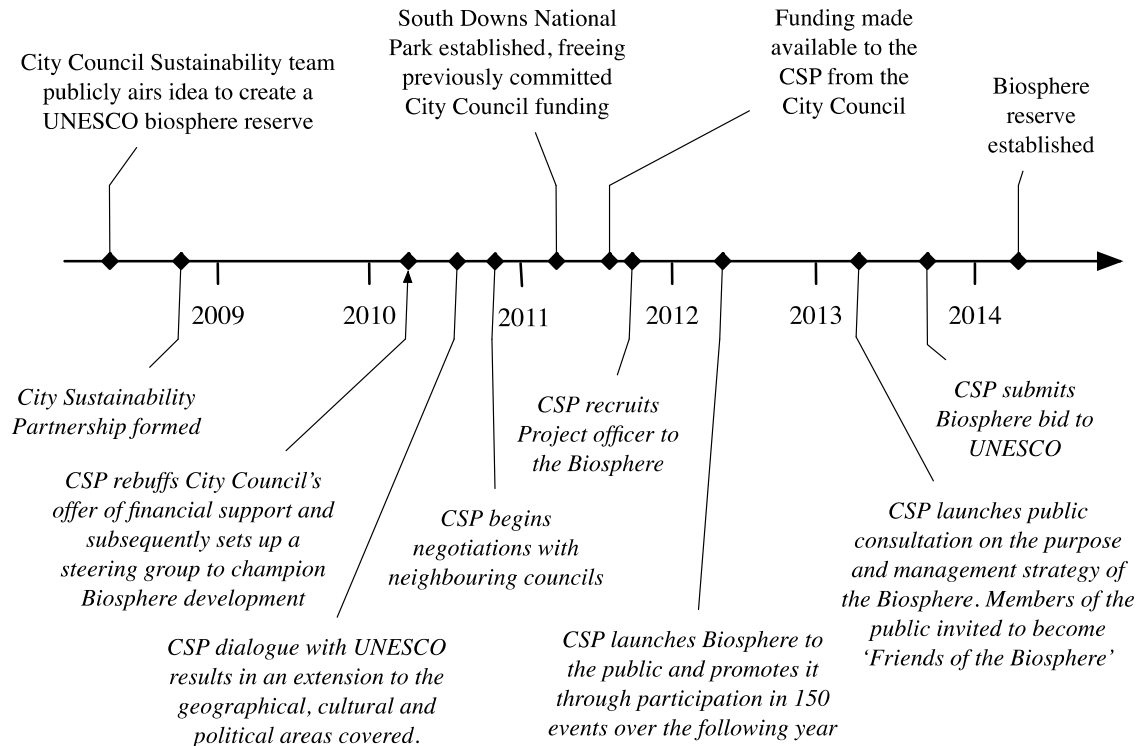 City Council Sustainability team
publicly airs idea to create a
UNESCO biosphere reserve
South Downs National
Park established, freeing
previously committed
City Council funding
Funding made
available to the
CSP from the
City Council
Biosphere
reserve
established
2009
2010
2011
2012
2013
2014
City Sustainability
Partnership formed
CSP rebuffs City Council’s
offer of financial support and
subsequently sets up a
steering group to champion
Biosphere development
CSP dialogue with UNESCO
results in an extension to the
geographical, cultural and
political areas covered.
CSP begins
negotiations with
neighbouring councils
CSP recruits
Project officer to
the Biosphere
CSP launches Biosphere to
the public and promotes it
through participation in 150
events over the following year
CSP launches public
consultation on the purpose
and management strategy of
the Biosphere. Members of the
public invited to become
‘Friends of the Biosphere’
CSP submits
Biosphere bid to
UNESCO